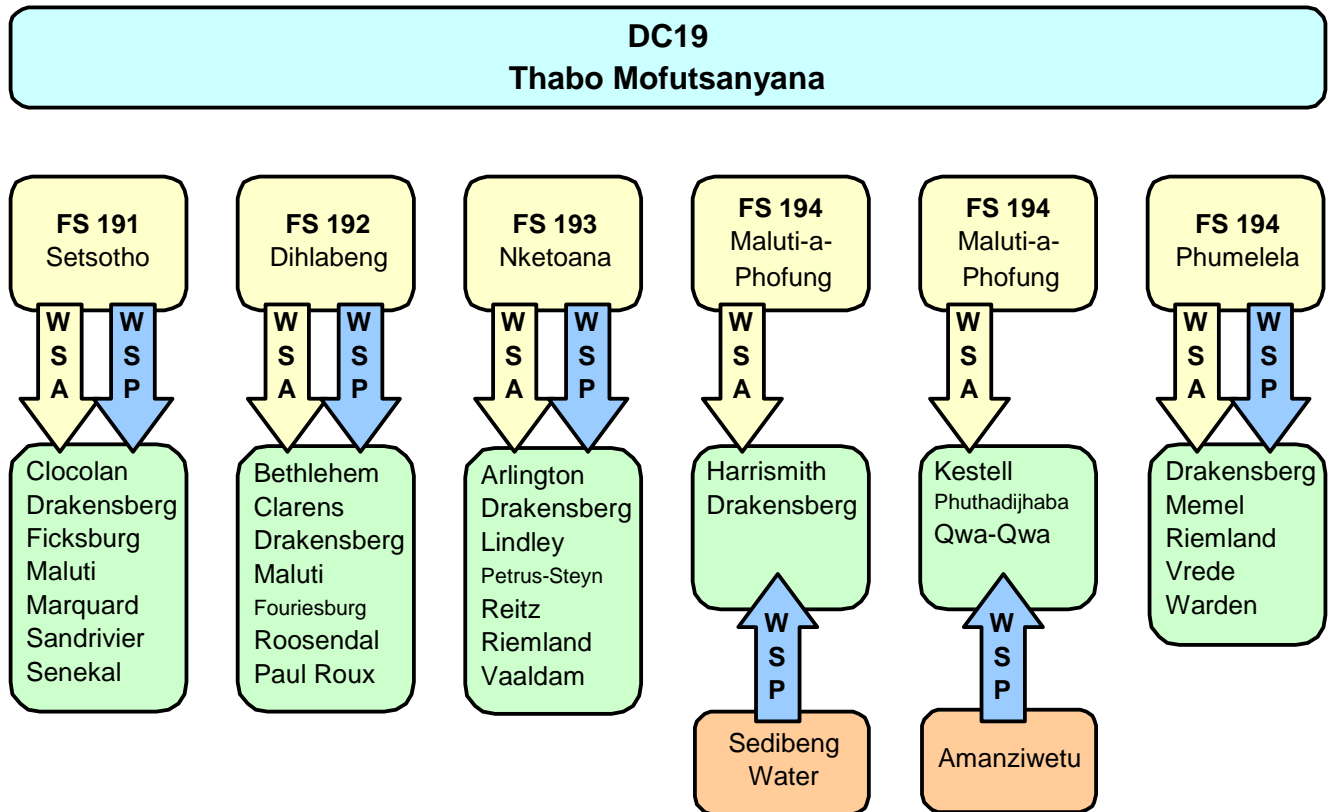 DC19
Thabo Mofutsanyana
FS 191
Setsotho
FS 192
Dihlabeng
FS 193
Nketoana
FS 194
Maluti-a-
Phofung
FS 194
Maluti-a-
Phofung
FS 194
Phumelela
W
S
A
W
S
P
W
S
A
W
S
P
W
S
A
W
S
P
W
S
A
W
S
A
W
S
A
W
S
P
Clocolan
Drakensberg
Ficksburg
Maluti
Marquard
Sandrivier
Senekal
Bethlehem
Clarens
Drakensberg
Maluti
Fouriesburg
Roosendal
Paul Roux
Arlington
Drakensberg
Lindley
Petrus-Steyn
Reitz
Riemland
Vaaldam
Harrismith
Drakensberg
Kestell
Phuthadijhaba
Qwa-Qwa
Drakensberg
Memel
Riemland
Vrede
Warden
W
S
P
W
S
P
Sedibeng
Water
Amanziwetu